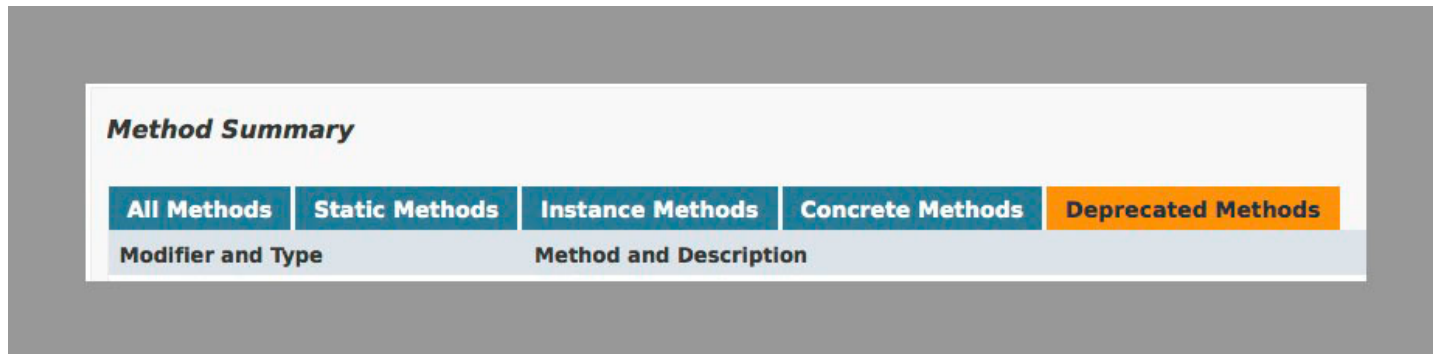 Method Summary
All Methods Static Methods Instance Methods Concrete Methods Deprecated Methods
Modifier and Type Method and Description